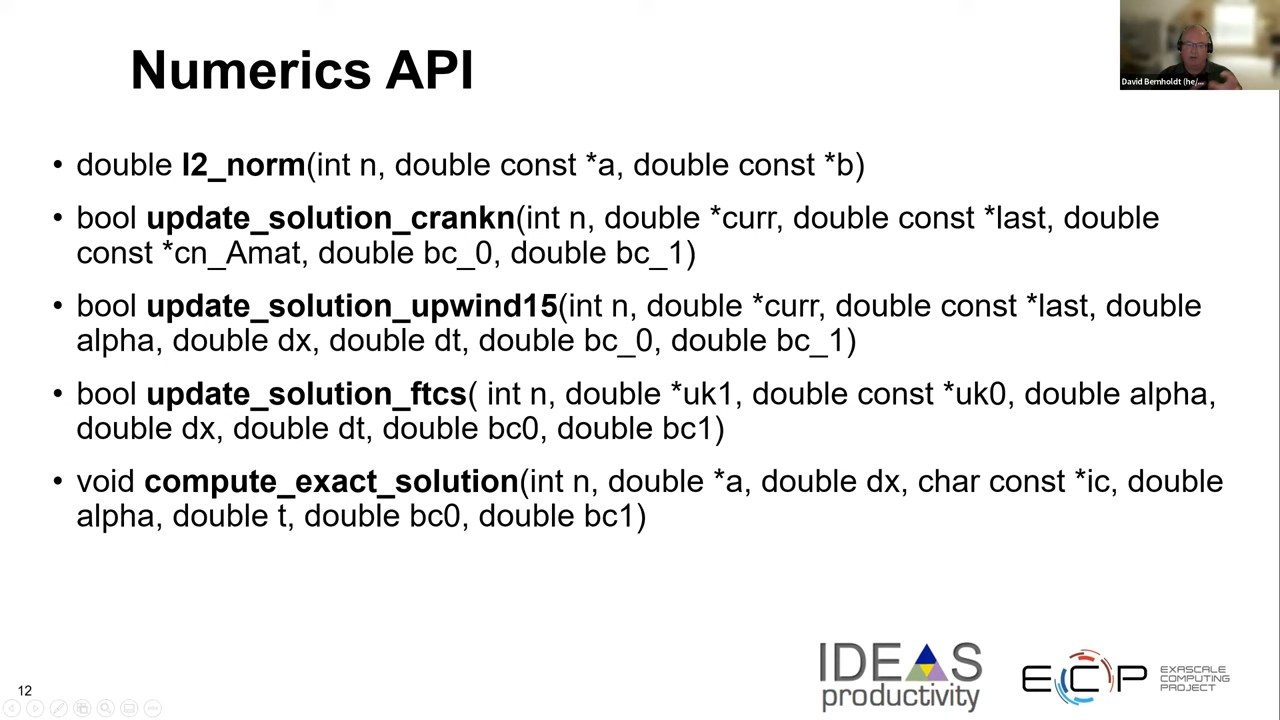 Numerics API
David Bernholdt (he/...
• double l2_norm(int n, double const *a, double const *b)
• bool update_solution_crankn(int n, double *curr, double const *last, double
const *cn_Amat, double bc_0, double bc_1)
• bool update_solution_upwind15(int n, double *curr, double const *last, double
alpha, double dx, double dt, double bc_0, double bc_1)
• bool update_solution_ftcs( int n, double *uk1, double const *uk0, double alpha,
double dx, double dt, double bc0, double bc1)
• void compute_exact_solution(int n, double *a, double dx, char const *ic, double
alpha, double t, double bc0, double bc1)
IDEAS
productivity
ECP
EXASCALE
COMPUTING
PROJECT
12